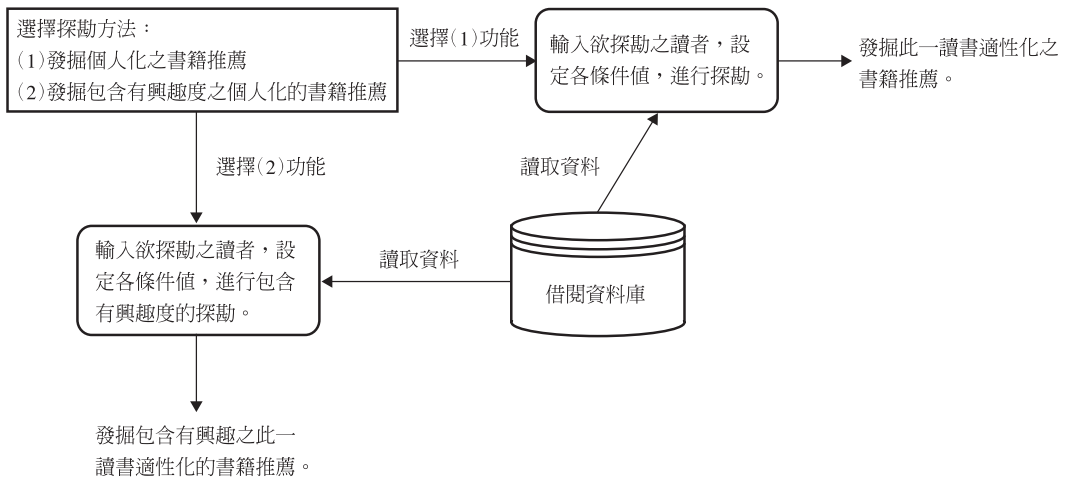 選擇探勘方法：
(1)發掘個人化之書籍推薦
(2)發掘包含有興趣度之個人化的書籍推薦
選擇(1)功能
輸入欲探勘之讀者，設
定各條件值，進行探勘。
發掘此一讀書適性化之
書籍推薦。
選擇(2)功能
讀取資料
輸入欲探勘之讀者，設
定各條件值，進行包含
有興趣度的探勘。
讀取資料
借閱資料庫
發掘包含有興趣之此一
讀書適性化的書籍推薦。